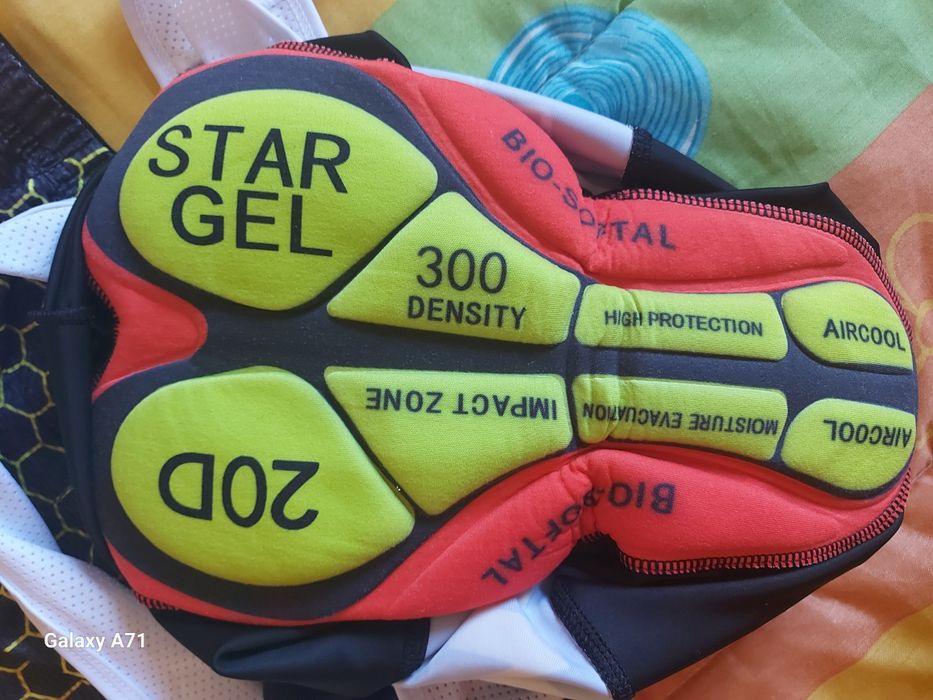 STAR
GEL
300
DENSITY
BIO-SOFTAL
HIGH PROTECTION
AIRCOOL
IMPACT ZONE
MOISTURE EVACUATION
AIRCOOL
20D
BIO-SOFTAL
Galaxy A71